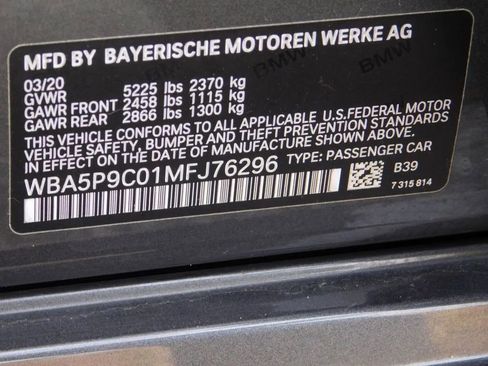 MFD BY BAYERISCHE MOTOREN WERKE AG
03/20
GVWR 5225 lbs 2370 kg
GAWR FRONT 2458 lbs 1115 kg
GAWR REAR 2866 lbs 1300 kg
THIS VEHICLE CONFORMS TO ALL APPLICABLE U.S.FEDERAL MOTOR
VEHICLE SAFETY, BUMPER AND THEFT PREVENTION STANDARDS
IN EFFECT ON THE DATE OF MANUFACTURE SHOWN ABOVE.
WBA5P9C01MFJ76296 TYPE: PASSENGER CAR
B39
7 315 814
BMW
BMW